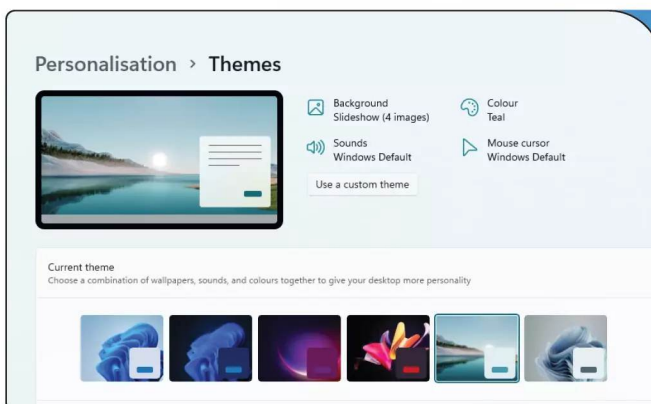 Personalisation > Themes
Background
Slideshow (4 images)
Colour
Teal
Sounds
Windows Default
Mouse cursor
Windows Default
Use a custom theme
Current theme
Choose a combination of wallpapers, sounds, and colours together to give your desktop more personality